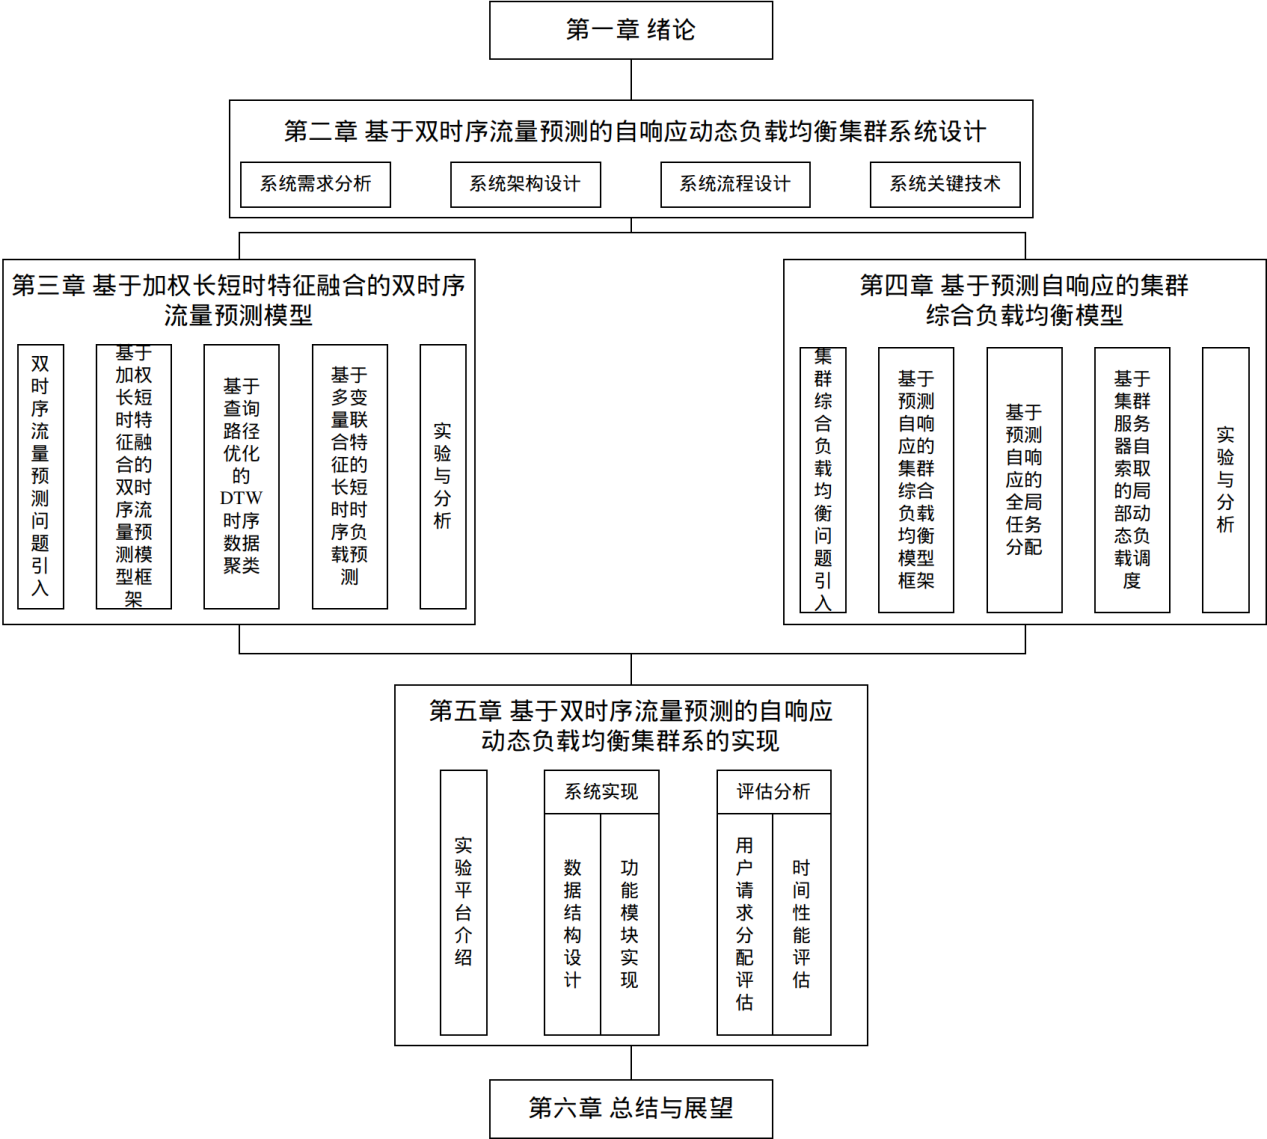 第一章 绪论
第二章 基于双时序流量预测的自响应动态负载均衡集群系统设计
系统需求分析
系统架构设计
系统流程设计
系统关键技术
第三章 基于加权长短时特征融合的双时序
流量预测模型
双
时
序
流
量
预
测
问
题
引
入
基于
加权
长短
时特
征融
合的
双时
序流
量预
测模
型框
架
基于
查询
路径
优化
的
DTW
时序
数据
聚类
基于
多变
量联
合特
征的
长短
时时
序负
载预
测
实
验
与
分
析
第四章 基于预测自响应的集群
综合负载均衡模型
集
群
综
合
负
载
均
衡
问
题
引
入
基于
预测
自响
应的
集群
综合
负载
均衡
模型
框架
基于
预测
自响
应的
全局
任务
分配
基于
集群
服务
器自
索取
的局
部动
态负
载调
度
实
验
与
分
析
第五章 基于双时序流量预测的自响应
动态负载均衡集群系的实现
实
验
平
台
介
绍
系统实现
数
据
结
构
设
计
功
能
模
块
实
现
评估分析
用
户
请
求
分
配
评
估
时
间
性
能
评
估
第六章 总结与展望